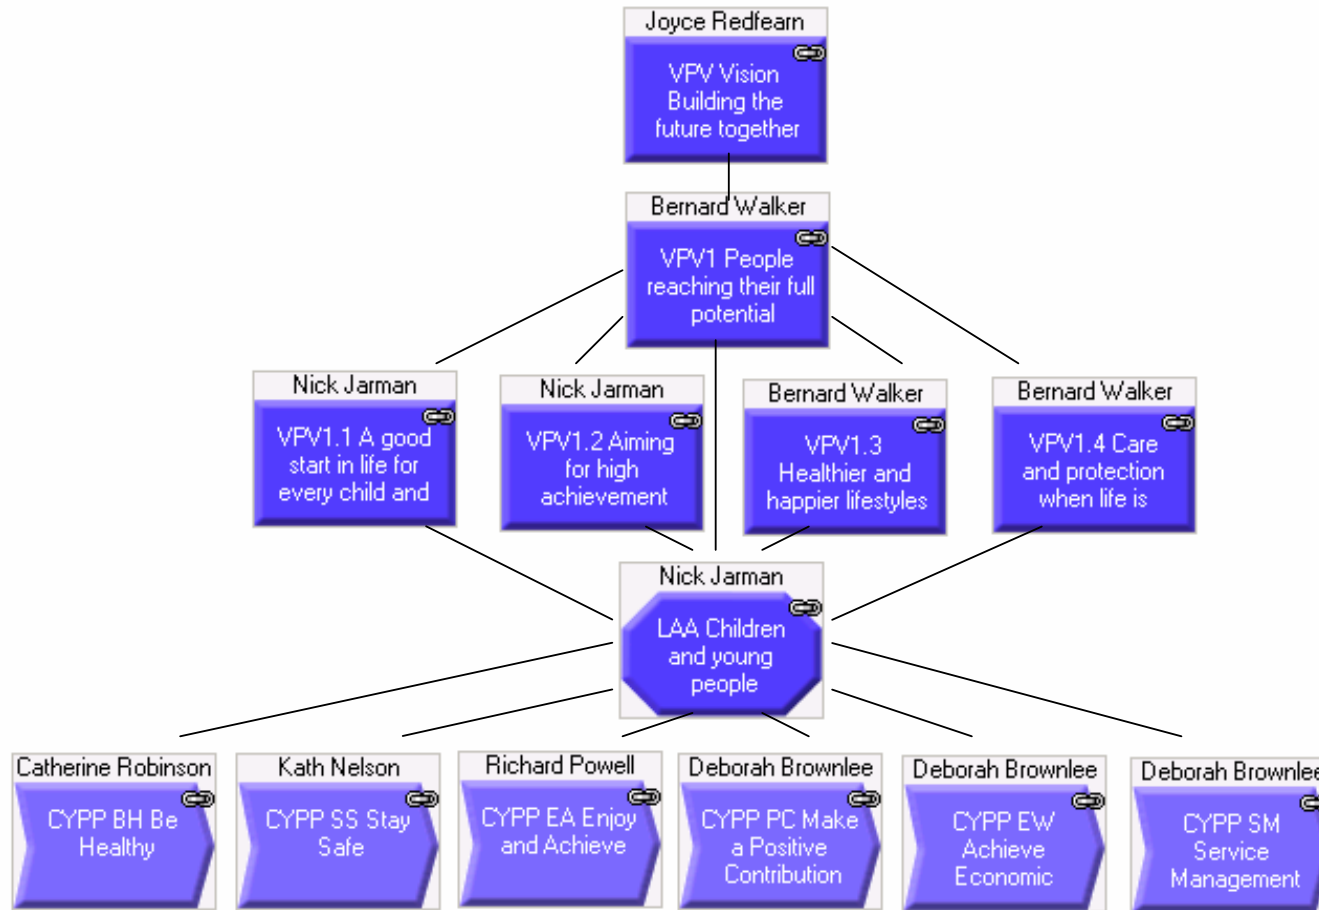 Joyce Redfearn
VPV Vision
Building the
future together
Bernard Walker
VPV1 People
reaching their full
potential
Nick Jarman
VPV1.1 A good
start in life for
every child and
Nick Jarman
VPV1.2 Aiming
for high
achievement
Bernard Walker
VPV1.3
Healthier and
happier lifestyles
Bernard Walker
VPV1.4 Care
and protection
when life is
Nick Jarman
LAA Children
and young
people
Catherine Robinson
CYPP BH Be
Healthy
Kath Nelson
CYPP SS Stay
Safe
Richard Powell
CYPP EA Enjoy
and Achieve
Deborah Brownlee
CYPP PC Make
a Positive
Contribution
Deborah Brownlee
CYPP EW
Achieve
Economic
Deborah Brownlee
CYPP SM
Service
Management